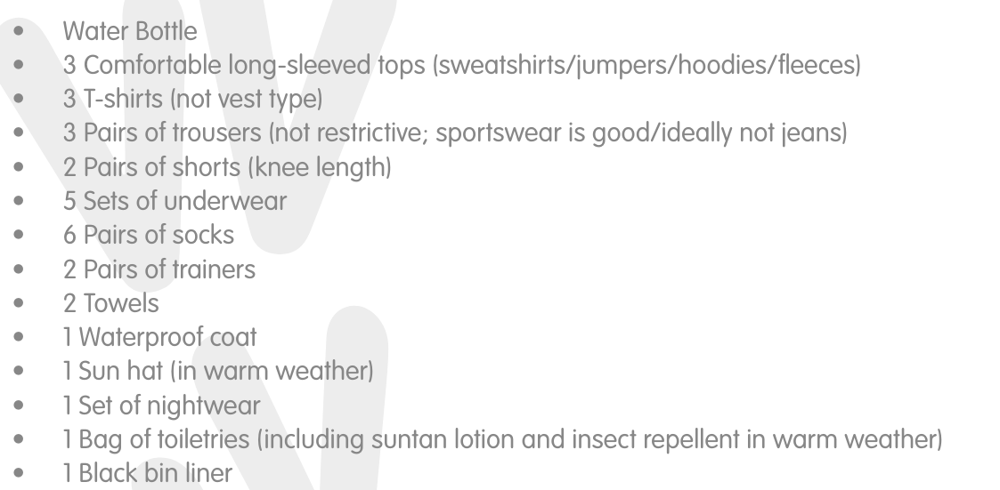 • Water Bottle
• 3 Comfortable long-sleeved tops (sweatshirts/jumpers/hoodies/fleeces)
• 3 T-shirts (not vest type)
• 3 Pairs of trousers (not restrictive; sportswear is good/ideally not jeans)
• 2 Pairs of shorts (knee length)
• 5 Sets of underwear
• 6 Pairs of socks
• 2 Pairs of trainers
• 2 Towels
• 1 Waterproof coat
• 1 Sun hat (in warm weather)
• 1 Set of nightwear
• 1 Bag of toiletries (including suntan lotion and insect repellent in warm weather)
• 1 Black bin liner